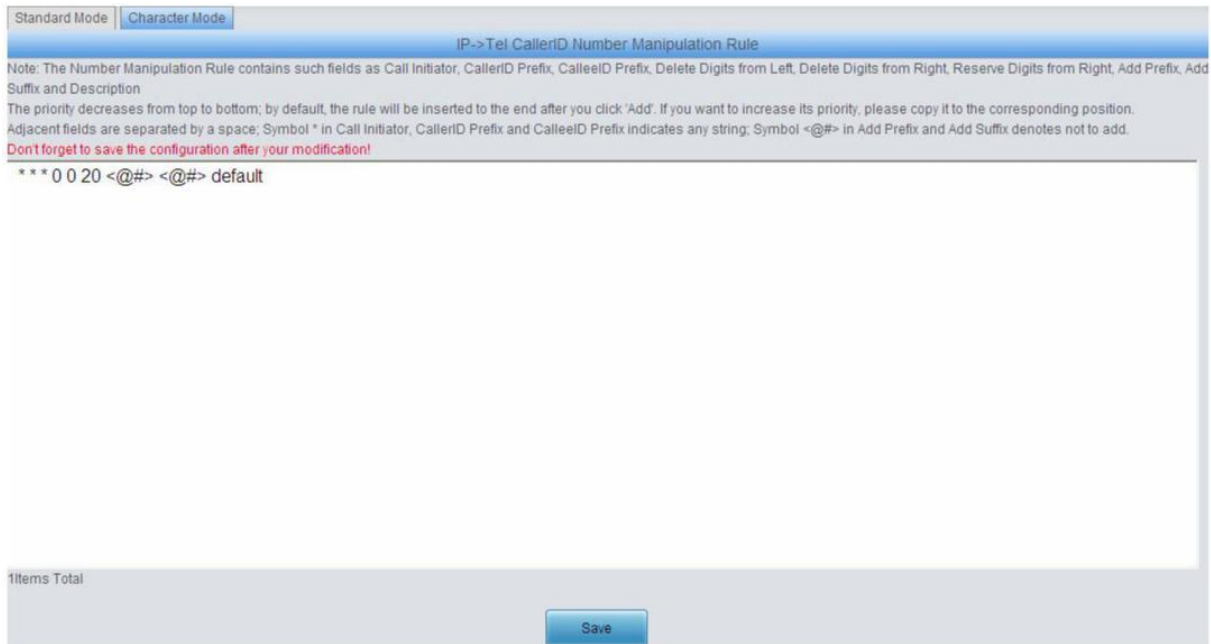 Standard Mode Character Mode
IP->Tel CallerID Number Manipulation Rule
Note: The Number Manipulation Rule contains such fields as Call Initiator, CallerID Prefix, CalleeID Prefix, Delete Digits from Left, Delete Digits from Right, Reserve Digits from Right, Add Prefix, Add
Suffix and Description
The priority decreases from top to bottom; by default, the rule will be inserted to the end after you click 'Add'. If you want to increase its priority, please copy it to the corresponding position.
Adjacent fields are separated by a space; Symbol * in Call Initiator, CallerID Prefix and CalleeID Prefix indicates any string; Symbol <@#> in Add Prefix and Add Suffix denotes not to add.
Don't forget to save the configuration after your modification!
* * * 0 0 20 <@#> <@#> default
1Items Total
Save